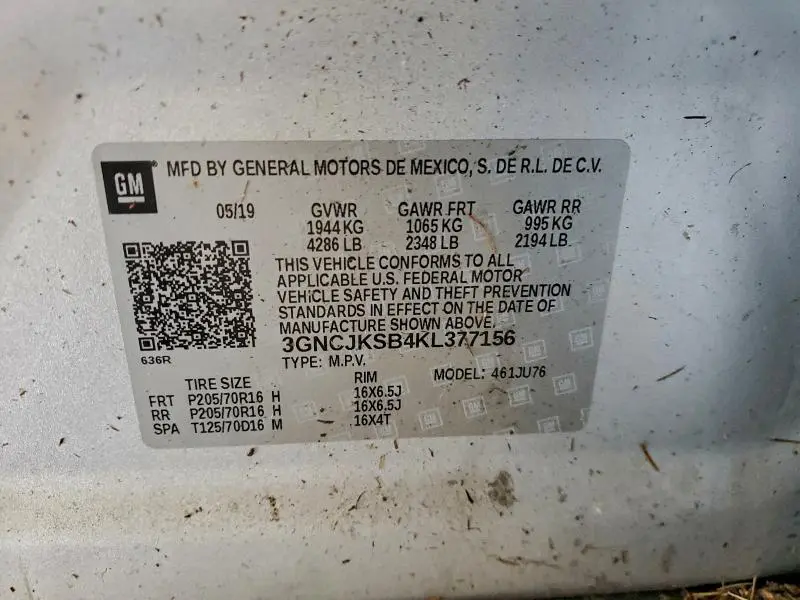 GM
MFD BY GENERAL MOTORS DE MEXICO, S. DE R.L. DE C.V.
05/19 GVWR GAWR FRT GAWR RR
1944 KG 1065 KG 995 KG
4286 LB 2348 LB 2194 LB
THIS VEHICLE CONFORMS TO ALL
APPLICABLE U.S. FEDERAL MOTOR
VEHICLE SAFETY AND THEFT PREVENTION
STANDARDS IN EFFECT ON THE DATE OF
MANUFACTURE SHOWN ABOVE.
3GNCJKSB4KL377156
636R
TYPE: M.P.V.
TIRE SIZE RIM MODEL: 461JU76
FRT P205/70R16 H 16X6.5J
RR P205/70R16 H 16X6.5J
SPA T125/70D16 M 16X4T